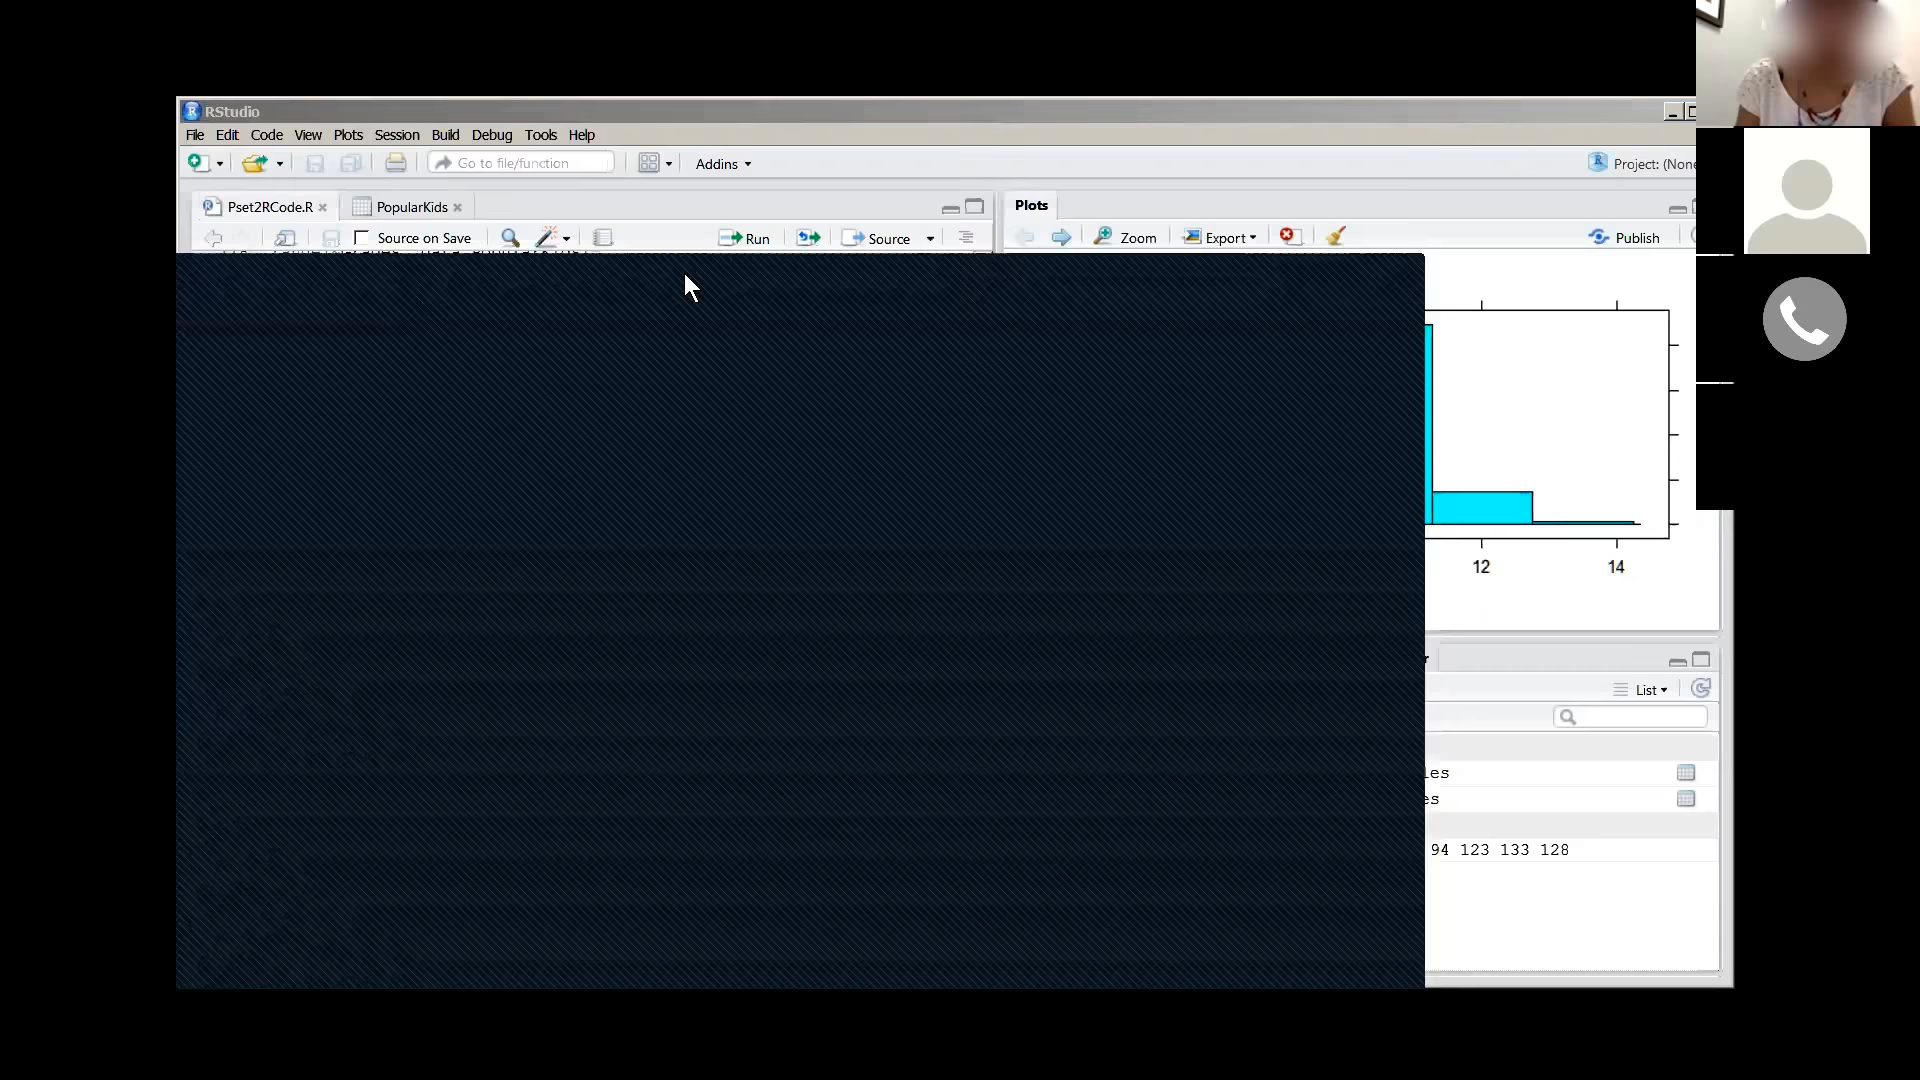 RStudio
File Edit Code View Plots Session Build Debug Tools Help
Go to file/function Addins Project: (None
Pset2RCode.R PopularKids Plots
Source on Save Run Source Zoom Export Publish
12 14
List
les
es
94 123 133 128